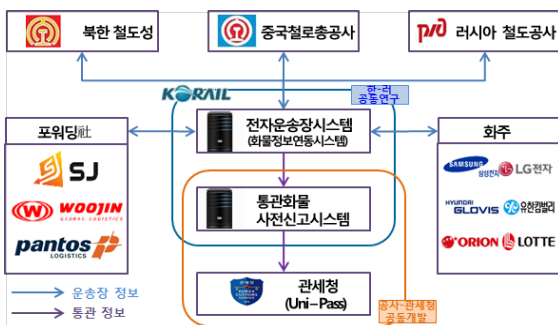 북한 철도성
중국철로총공사
러시아 철도공사
KORAIL
한-러
공동연구
포워딩社
SJ
WOOJIN
GLOBAL LOGISTICS
pantos
LOGISTICS
전자운송장시스템
(화물정보연동시스템)
통관화물
사전신고시스템
관세청
(Uni-Pass)
화주
SAMSUNG
삼성전자
LG전자
HYUNDAI
GLOVIS
유한킴벌리
ORION
LOTTE
운송장 정보
통관 정보
공사-관세청
공동개발